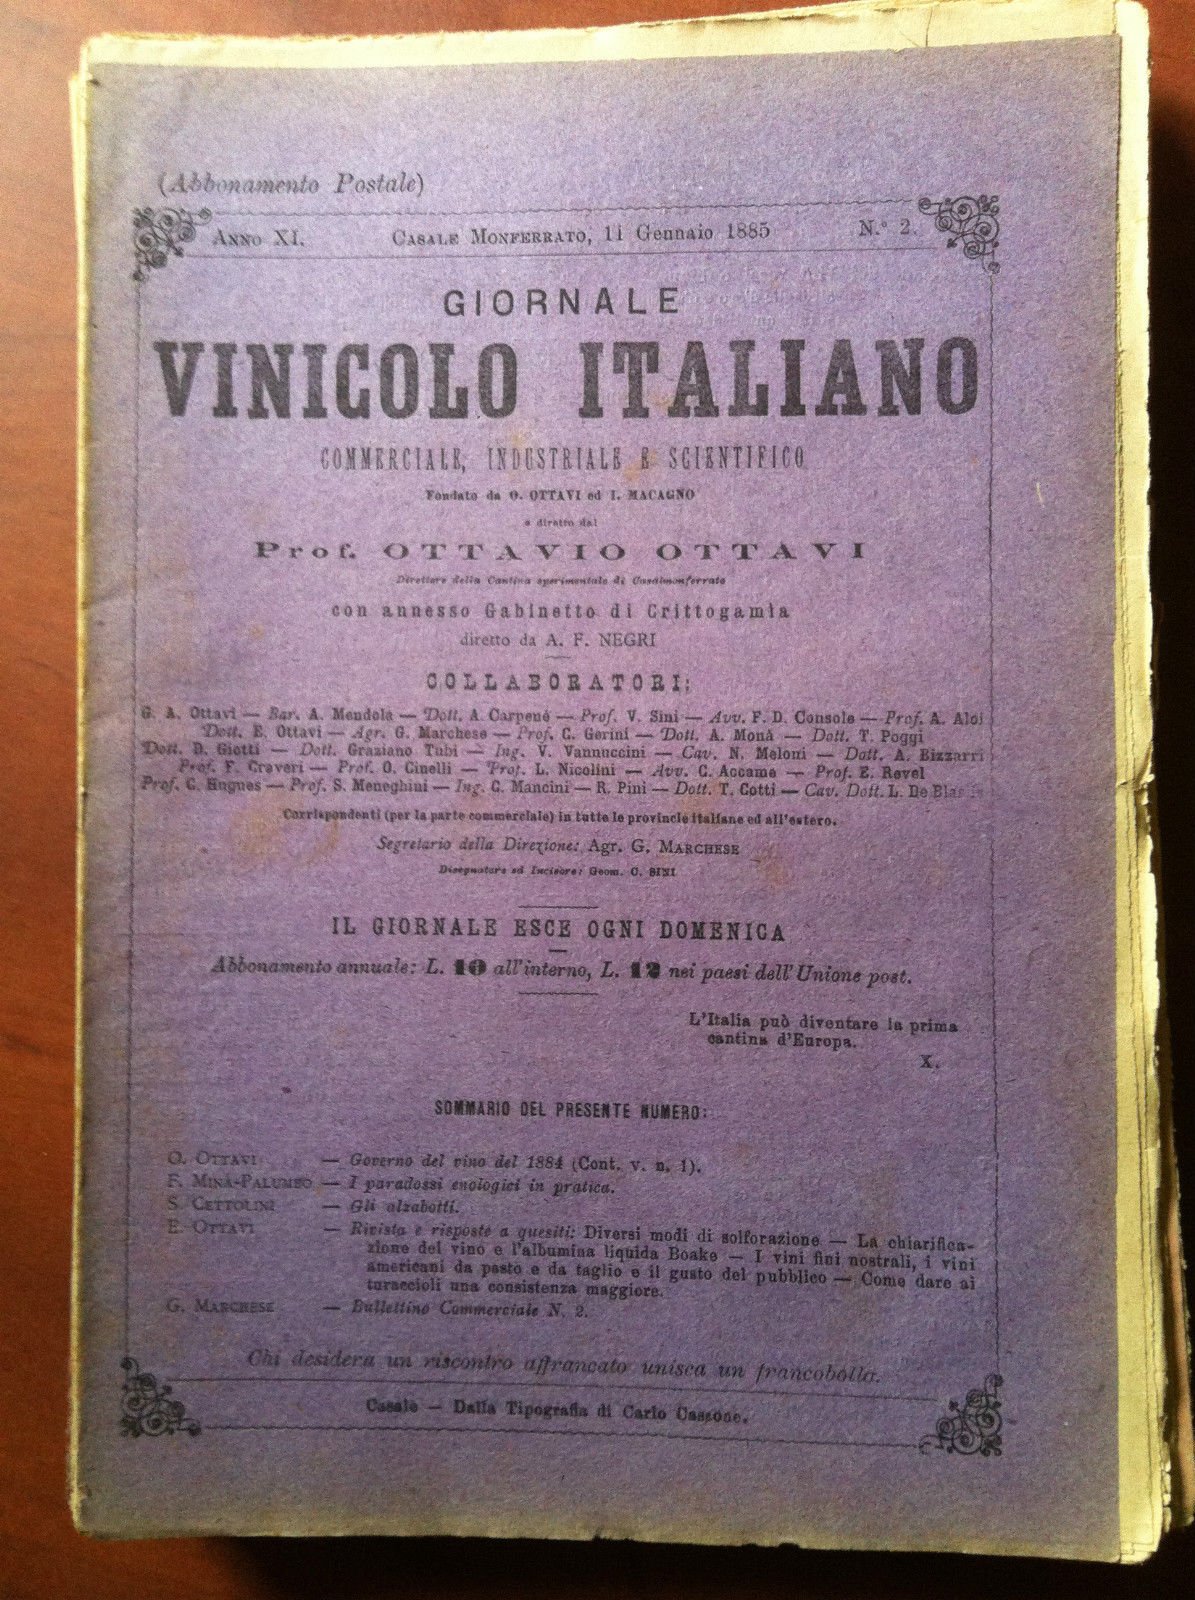 (Abbonamento Postale)
Anno XI. Casale Monferrato, 11 Gennaio 1885 N.° 2.
GIORNALE
VINICOLO ITALIANO
COMMERCIALE, INDUSTRIALE E SCIENTIFICO
Fondato da O. OTTAVI ed I. MACAGNO
e diretto dal
Prof. OTTAVIO OTTAVI
Direttore della Cantina sperimentale di Casalmonferrato
con annesso Gabinetto di Crittogamia
diretto da A. F. NEGRI
COLLABORATORI:
G. A. Ottavi — Bar. A. Mendola — Dott. A. Carpené — Prof. V. Sini — Avv. F. D. Console — Prof. A. Aloi
Dott. E. Ottavi — Agr. G. Marchese — Prof. C. Gerini — Dott. A. Monà — Dott. T. Poggi
Dott. D. Giotti — Dott. Graziano Tubi — Ing. V. Vannuccini — Cav. N. Meloni — Dott. A. Bizzarri
Prof. F. Craveri — Prof. O. Cinelli — Prof. L. Nicolini — Avv. C. Accame — Prof. E. Revel
Prof. C. Hugues — Prof. S. Meneghini — Ing. C. Mancini — R. Pini — Dott. T. Cotti — Cav. Dott. L. De Blasis
Corrispondenti (per la parte commerciale) in tutte le provincie italiane ed all'estero.
Segretario della Direzione: Agr. G. Marchese
Disegnatore ed Incisore: Geom. C. BINI
IL GIORNALE ESCE OGNI DOMENICA
Abbonamento annuale: L. 10 all'interno, L. 12 nei paesi dell'Unione post.
L'Italia può diventare la prima
cantina d'Europa.
X.
SOMMARIO DEL PRESENTE NUMERO:
O. Ottavi — Governo del vino del 1884 (Cont. v. n. 1).
F. Minà-Palumbo — I paradossi enologici in pratica.
S. Cettolini — Gli alzabotti.
E. Ottavi — Rivista e risposte a quesiti: Diversi modi di solforazione — La chiarifica-
zione del vino e l'albumina liquida Boake — I vini fini nostrali, i vini
americani da pasto e da taglio e il gusto del pubblico — Come dare ai
turaccioli una consistenza maggiore.
G. Marchese — Bullettino Commerciale N. 2.
Chi desidera un riscontro affrancato unisca un francobollo.
Casale — Dalla Tipografia di Carlo Cassone.